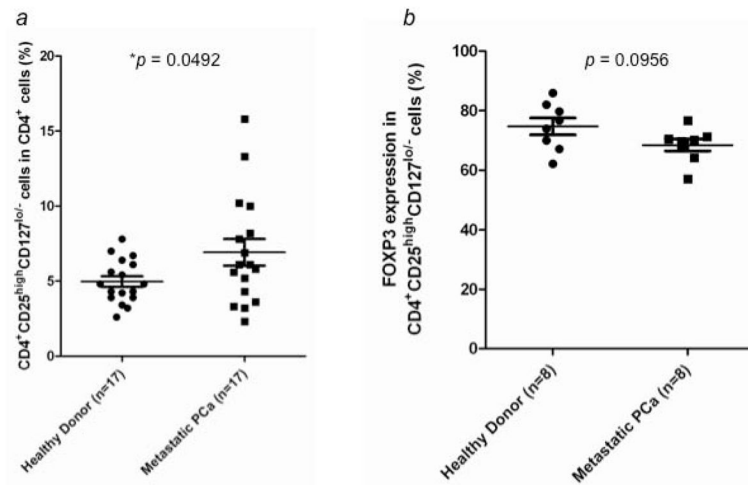 a
*p = 0.0492
CD4⁺CD25ʰⁱᵍʰCD127ˡᵒ/⁻ cells in CD4⁺ cells (%)
20
15
10
5
0
Healthy Donor (n=17)
Metastatic PCa (n=17)
b
p = 0.0956
FOXP3 expression in
CD4⁺CD25ʰⁱᵍʰCD127ˡᵒ/⁻ cells (%)
100
80
60
40
20
0
Healthy Donor (n=8)
Metastatic PCa (n=8)